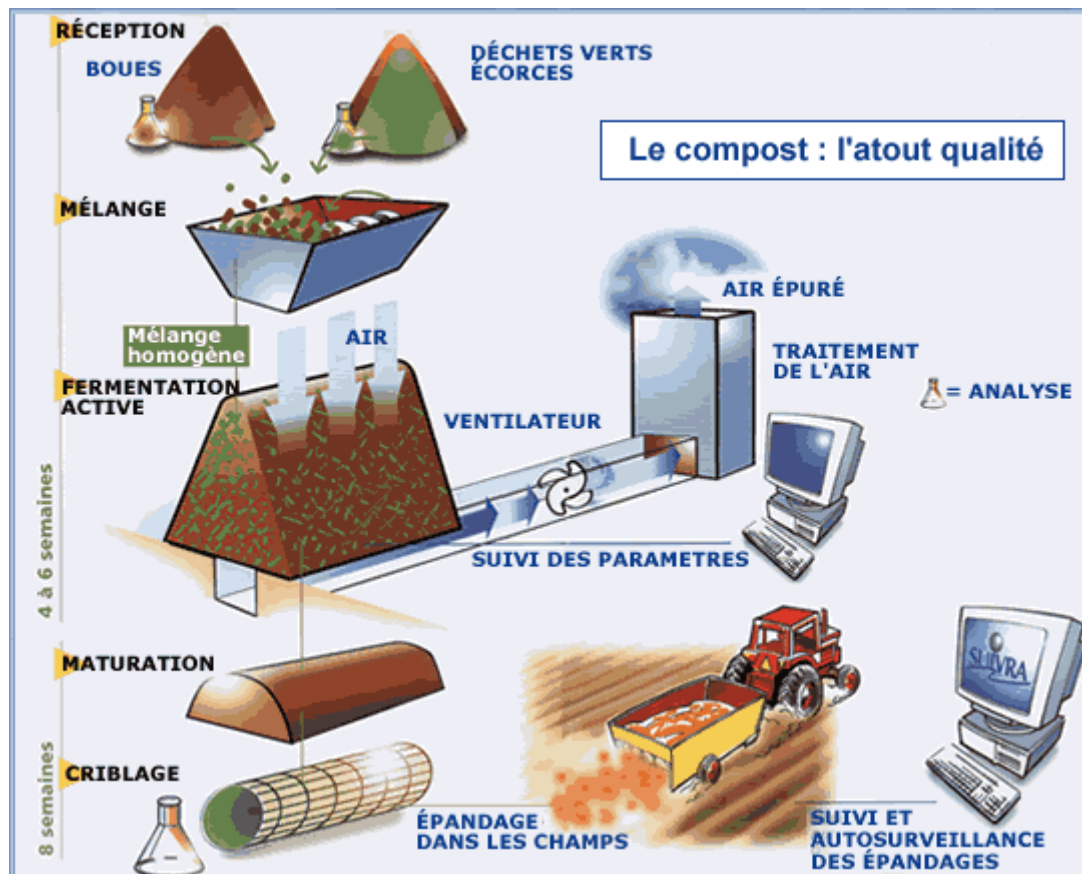 RÉCEPTION
BOUES
DÉCHETS VERTS
ÉCORCES
Le compost : l'atout qualité
MÉLANGE
AIR ÉPURÉ
Mélange
homogène
AIR
TRAITEMENT
DE L'AIR
FERMENTATION
ACTIVE
= ANALYSE
VENTILATEUR
4 à 6 semaines
SUIVI DES PARAMETRES
MATURATION
SUIVRA
CRIBLAGE
8 semaines
ÉPANDAGE
DANS LES CHAMPS
SUIVI ET
AUTOSURVEILLANCE
DES ÉPANDAGES